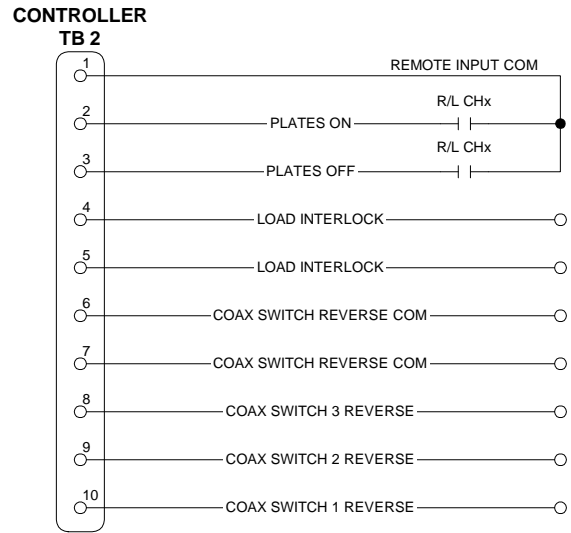 CONTROLLER
TB 2
1 REMOTE INPUT COM
R/L CHx
2 PLATES ON
R/L CHx
3 PLATES OFF
4 LOAD INTERLOCK
5 LOAD INTERLOCK
6 COAX SWITCH REVERSE COM
7 COAX SWITCH REVERSE COM
8 COAX SWITCH 3 REVERSE
9 COAX SWITCH 2 REVERSE
10 COAX SWITCH 1 REVERSE